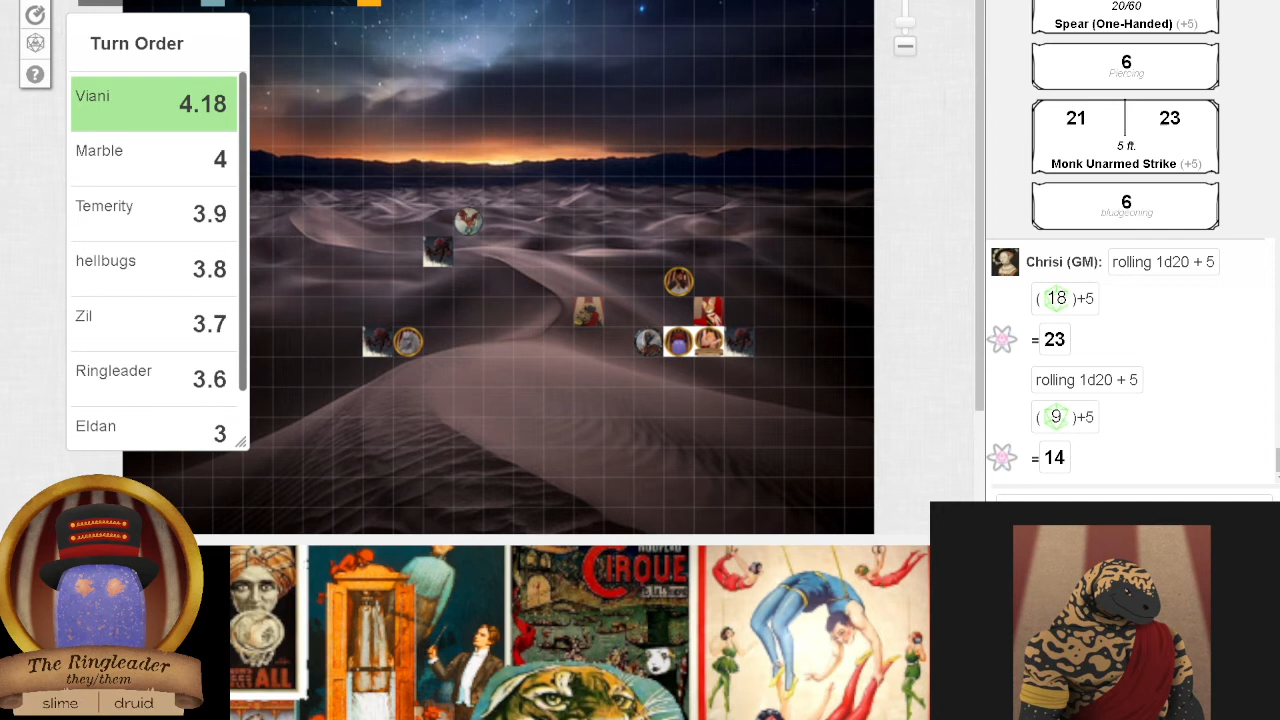 Turn Order
Viani
4.18
Marble
4
Temerity
3.9
hellbugs
3.8
Zil
3.7
Ringleader
3.6
Eldan
3
20/60
Spear (One-Handed) (+5)
6
Piercing
21
23
5 ft.
Monk Unarmed Strike (+5)
6
bludgeoning
Chrisi (GM): rolling 1d20 + 5
( 18 )+5
= 23
rolling 1d20 + 5
( 9 )+5
= 14
The Ringleader
they/them
slime | druid
ALL
CIRQUE